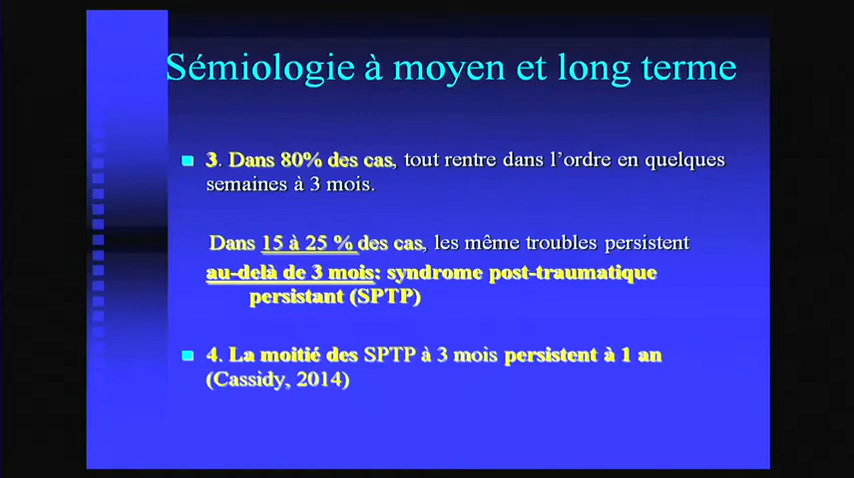 Sémiologie à moyen et long terme
3. Dans 80% des cas, tout rentre dans l’ordre en quelques
semaines à 3 mois.
Dans 15 à 25 % des cas, les même troubles persistent
au-delà de 3 mois: syndrome post-traumatique
persistant (SPTP)
4. La moitié des SPTP à 3 mois persistent à 1 an
(Cassidy, 2014)